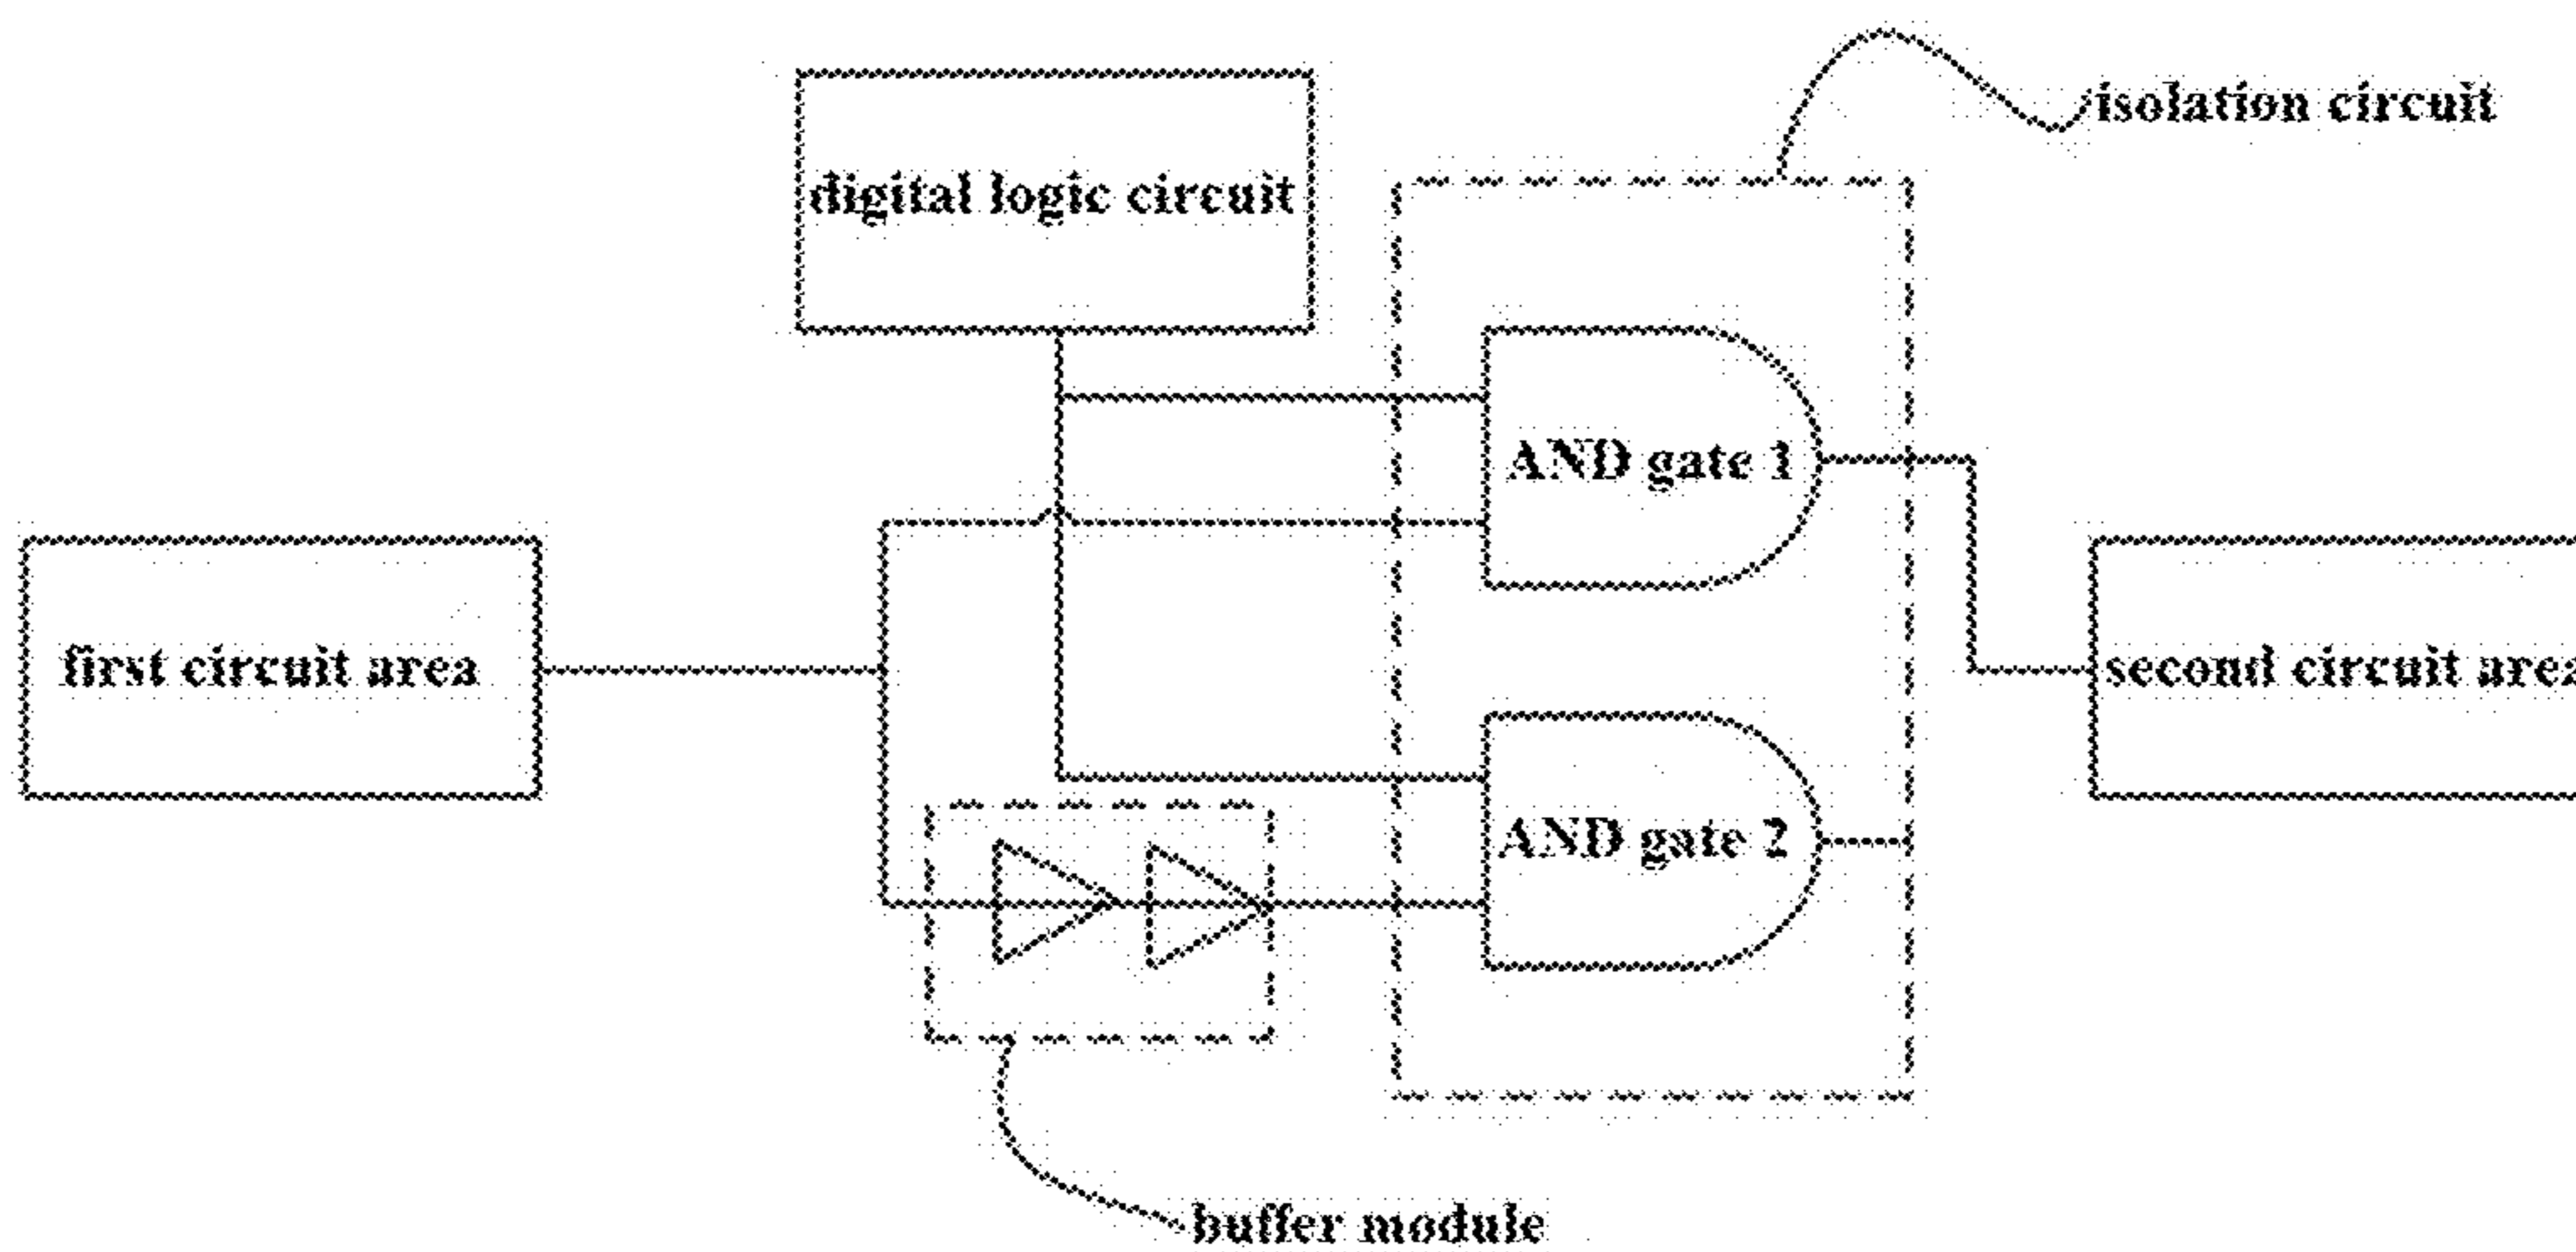 isolation circuit
digital logic circuit
AND gate 1
first circuit area
second circuit area
AND gate 2
buffer module